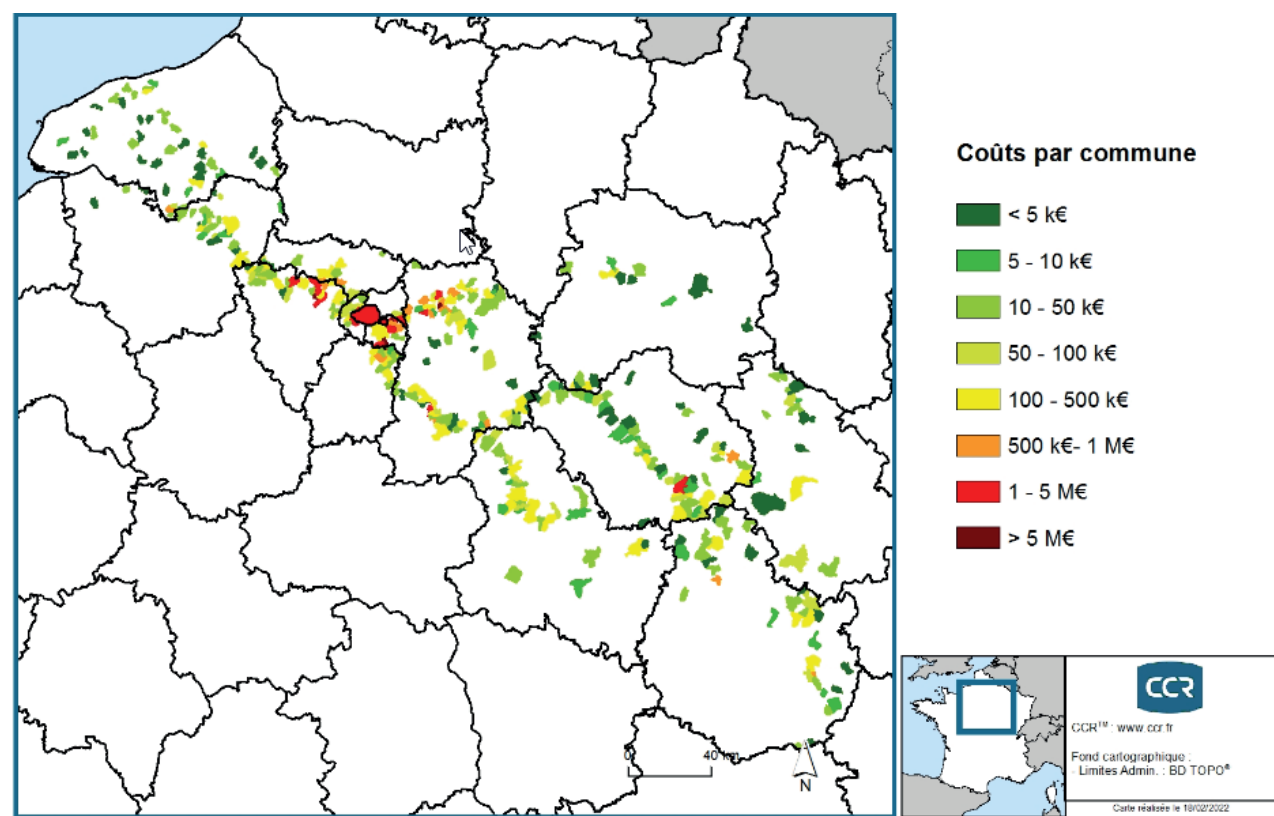 Coûts par commune
< 5 k€
5 - 10 k€
10 - 50 k€
50 - 100 k€
100 - 500 k€
500 k€- 1 M€
1 - 5 M€
> 5 M€
0 40 km
N
CCR
CCR™ : www.ccr.fr
Fond cartographique :
- Limites Admin. : BD TOPO®
Carte réalisée le 18/02/2022